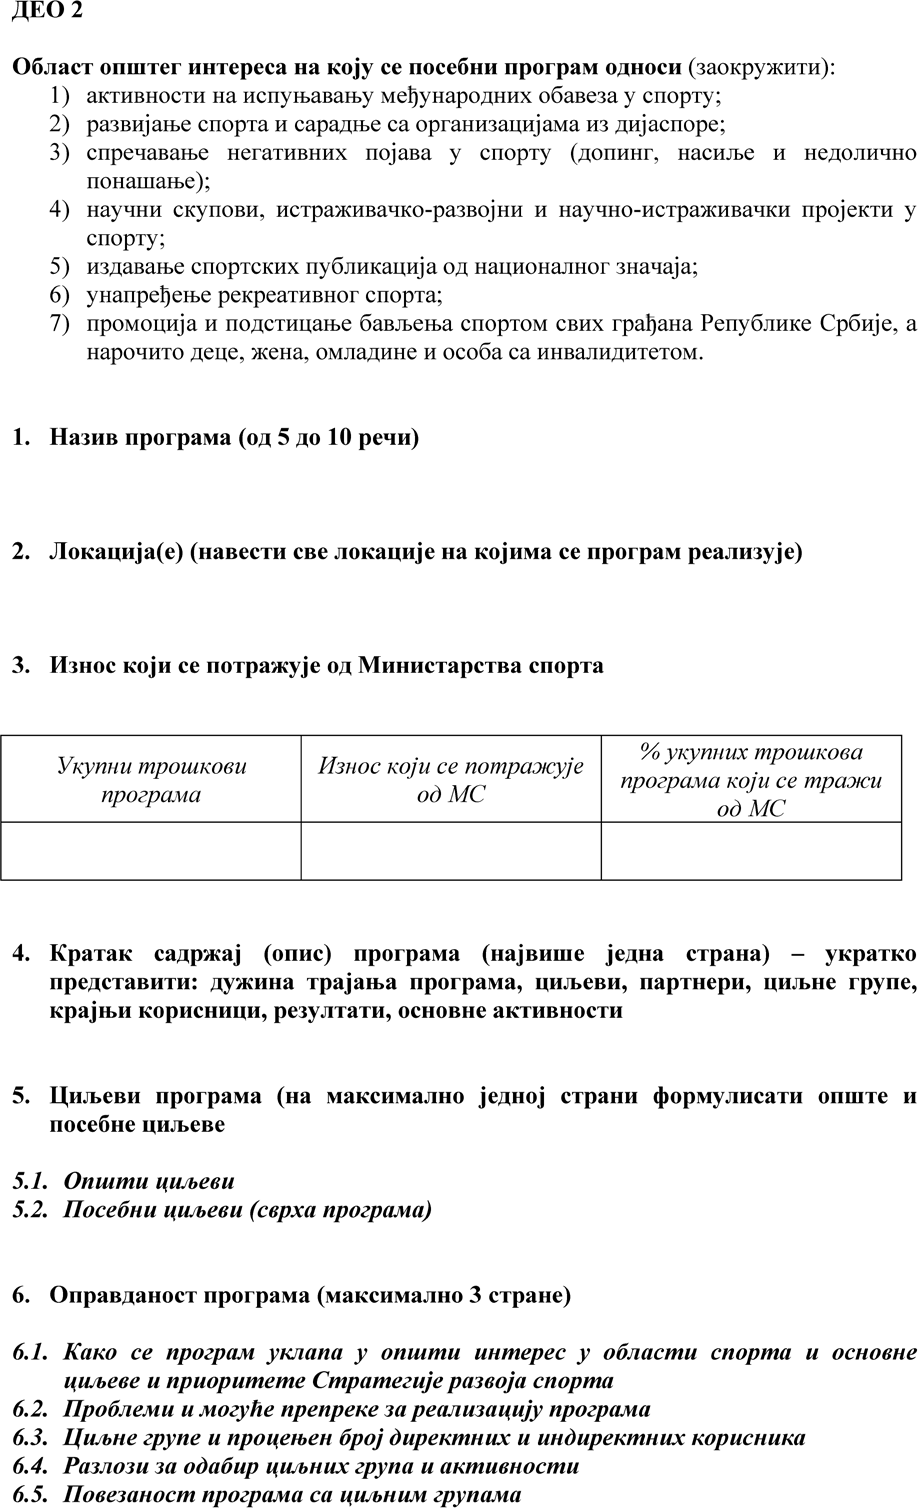 ДЕО 2
Област општег интереса на коју се посебни програм односи (заокружити):
1) активности на испуњавању међународних обавеза у спорту;
2) развијање спорта и сарадње са организацијама из дијаспоре;
3) спречавање негативних појава у спорту (допинг, насиље и недолично
понашање);
4) научни скупови, истраживачко-развојни и научно-истраживачки пројекти у
спорту;
5) издавање спортских публикација од националног значаја;
6) унапређење рекреативног спорта;
7) промоција и подстицање бављења спортом свих грађана Републике Србије, а
нарочито деце, жена, омладине и особа са инвалидитетом.
1. Назив програма (од 5 до 10 речи)
2. Локација(е) (навести све локације на којима се програм реализује)
3. Износ који се потражује од Министарства спорта
Укупни трошкови
програма
Износ који се потражује
од МС
% укупних трошкова
програма који се тражи
од МС
4. Кратак садржај (опис) програма (највише једна страна) – укратко
представити: дужина трајања програма, циљеви, партнери, циљне групе,
крајњи корисници, резултати, основне активности
5. Циљеви програма (на максимално једној страни формулисати опште и
посебне циљеве
5.1. Општи циљеви
5.2. Посебни циљеви (сврха програма)
6. Оправданост програма (максимално 3 стране)
6.1. Како се програм уклапа у општи интерес у области спорта и основне
циљеве и приоритете Стратегије развоја спорта
6.2. Проблеми и могуће препреке за реализацију програма
6.3. Циљне групе и процењен број директних и индиректних корисника
6.4. Разлози за одабир циљних група и активности
6.5. Повезаност програма са циљним групама